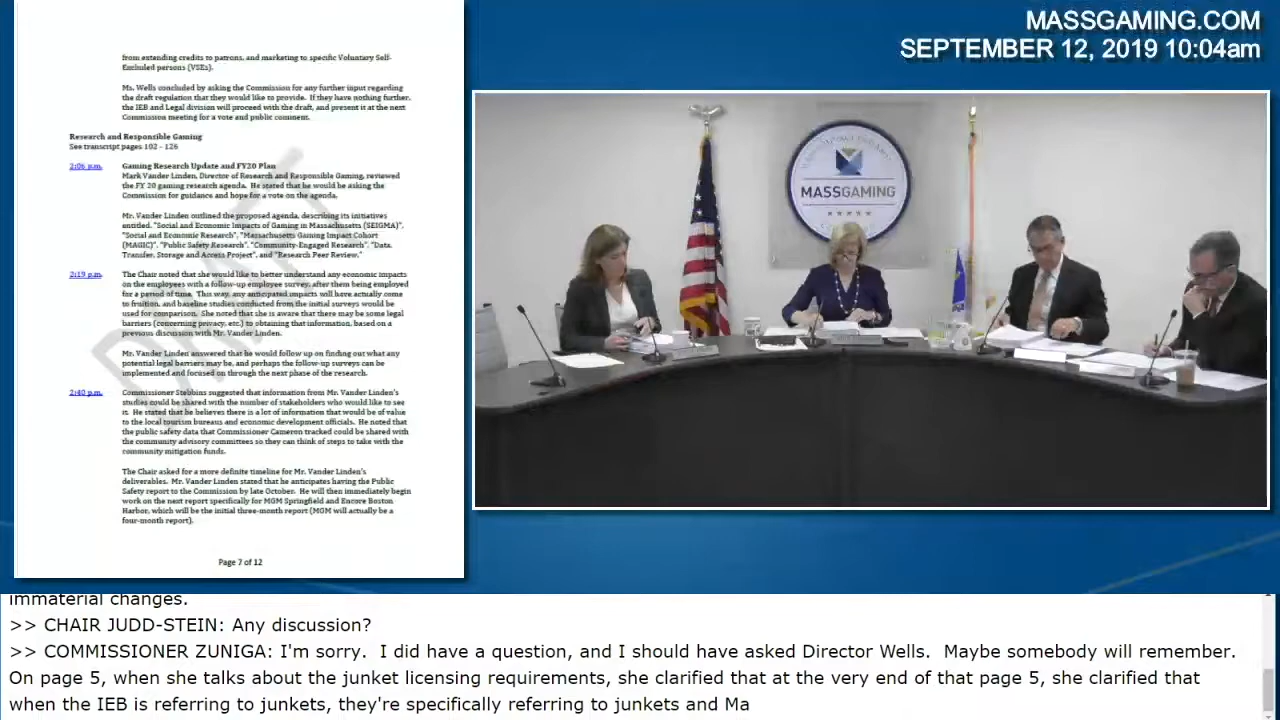 MASSGAMING.COM
SEPTEMBER 12, 2019 10:04am
from extending credits to patrons, and marketing to specific Voluntary Self-
Excluded persons (VSEs).
Ms. Wells concluded by asking the Commission for any further input regarding
the draft regulation that they would like to provide. If they have nothing further,
the IEB and Legal division will proceed with the draft, and present it at the next
Commission meeting for a vote and public comment.
Research and Responsible Gaming
See transcript pages 102 - 126
2:06 p.m.
Gaming Research Update and FY20 Plan
Mark Vander Linden, Director of Research and Responsible Gaming, reviewed
the FY 20 gaming research agenda. He stated that he would be asking the
Commission for guidance and hope for a vote on the agenda.
Mr. Vander Linden outlined the proposed agenda, describing its initiatives
entitled, "Social and Economic Impacts of Gaming in Massachusetts (SEIGMA)",
"Social and Economic Research", "Massachusetts Gaming Impact Cohort
(MAGIC)", "Public Safety Research", "Community-Engaged Research", "Data
Transfer, Storage and Access Project", and "Research Peer Review."
2:19 p.m.
The Chair noted that she would like to better understand any economic impacts
on the employees with a follow-up employee survey, after them being employed
for a period of time. This way, any anticipated impacts will have actually come
to fruition, and baseline studies conducted from the initial surveys would be
used for comparison. She noted that she is aware that there may be some legal
barriers (concerning privacy, etc.) to obtaining that information, based on a
previous discussion with Mr. Vander Linden.
Mr. Vander Linden answered that he would follow up on finding out what any
potential legal barriers may be, and perhaps the follow-up surveys can be
implemented and focused on through the next phase of the research.
2:40 p.m.
Commissioner Stebbins suggested that information from Mr. Vander Linden's
studies could be shared with the number of stakeholders who would like to see
it. He stated that he believes there is a lot of information that would be of value
to the local tourism bureaus and economic development officials. He noted that
the public safety data that Commissioner Cameron tracked could be shared with
the community advisory committees so they can think of steps to take with the
community mitigation funds.
The Chair asked for a more definite timeline for Mr. Vander Linden's
deliverables. Mr. Vander Linden stated that he anticipates having the Public
Safety report to the Commission by late October. He will then immediately begin
work on the next report specifically for MGM Springfield and Encore Boston
Harbor, which will be the initial three-month report (MGM will actually be a
four-month report).
Page 7 of 12
DRAFT
MASSGAMING
immaterial changes.
>> CHAIR JUDD-STEIN: Any discussion?
>> COMMISSIONER ZUNIGA: I'm sorry. I did have a question, and I should have asked Director Wells. Maybe somebody will remember.
On page 5, when she talks about the junket licensing requirements, she clarified that at the very end of that page 5, she clarified that
when the IEB is referring to junkets, they're specifically referring to junkets and Ma